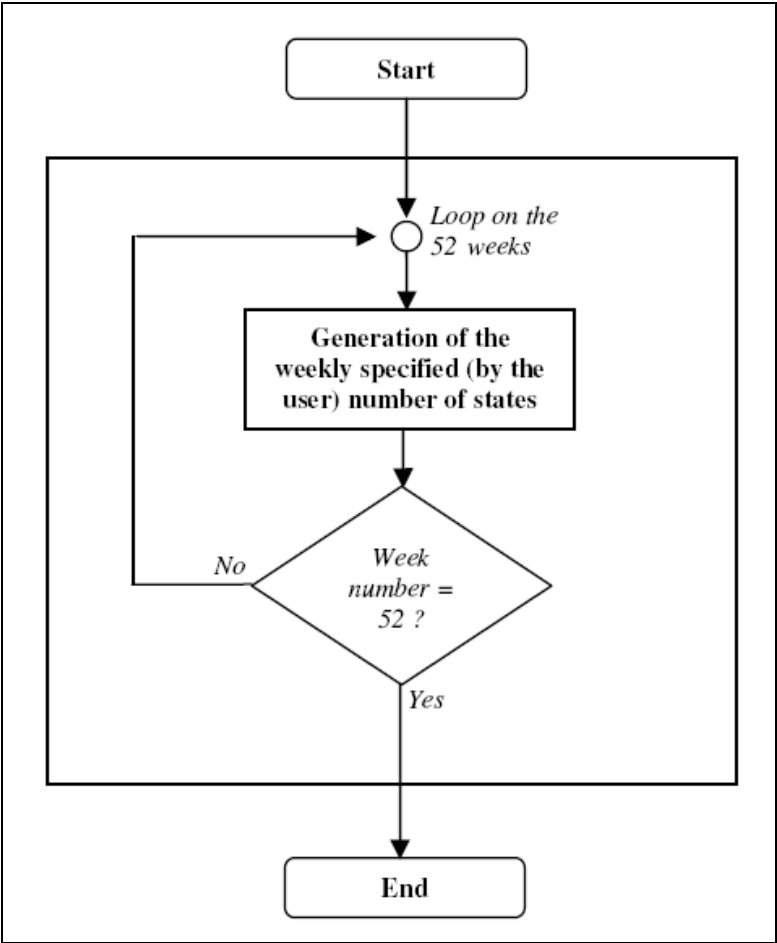 Start
Loop on the
52 weeks
Generation of the
weekly specified (by the
user) number of states
No
Week
number =
52 ?
Yes
End